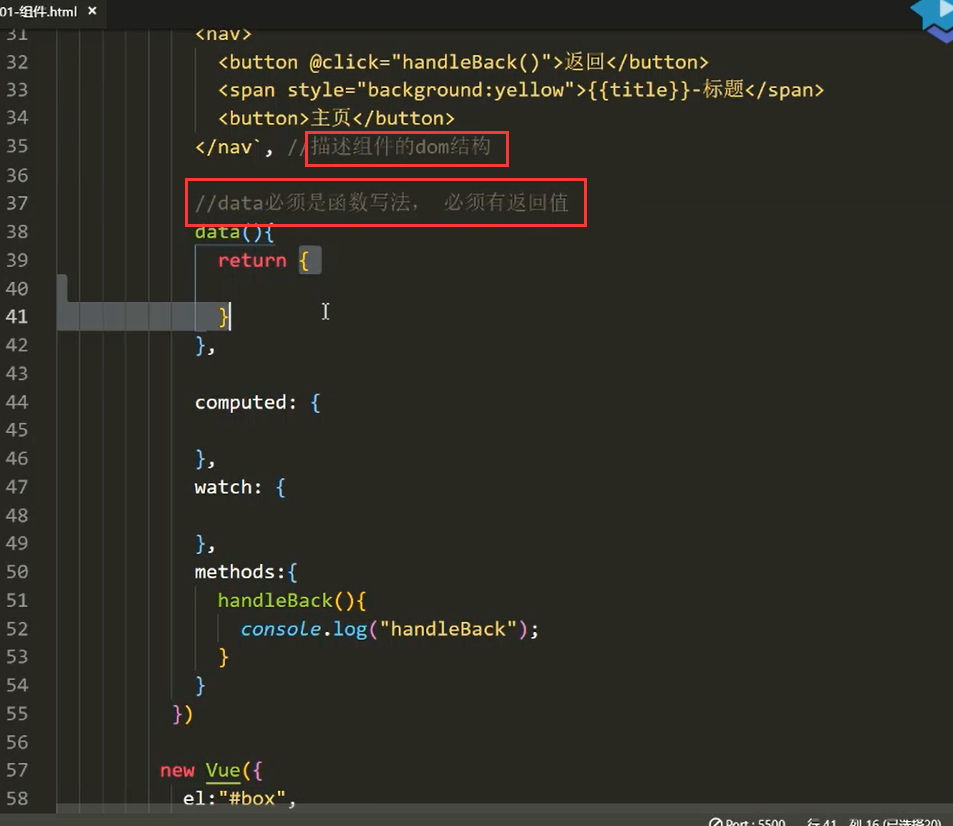 01-组件.html ×
31 <nav>
32 <button @click="handleBack()">返回</button>
33 <span style="background:yellow">{{title}}-标题</span>
34 <button>主页</button>
35 </nav>`, //描述组件的dom结构
36
37 //data必须是函数写法, 必须有返回值
38 data(){
39 return {
40
41 }
42 },
43
44 computed: {
45
46 },
47 watch: {
48
49 },
50 methods:{
51 handleBack(){
52 console.log("handleBack");
53 }
54 }
55 })
56
57 new Vue({
58 el:"#box",
Port : 5500 行 41, 列 16 (已选择20)